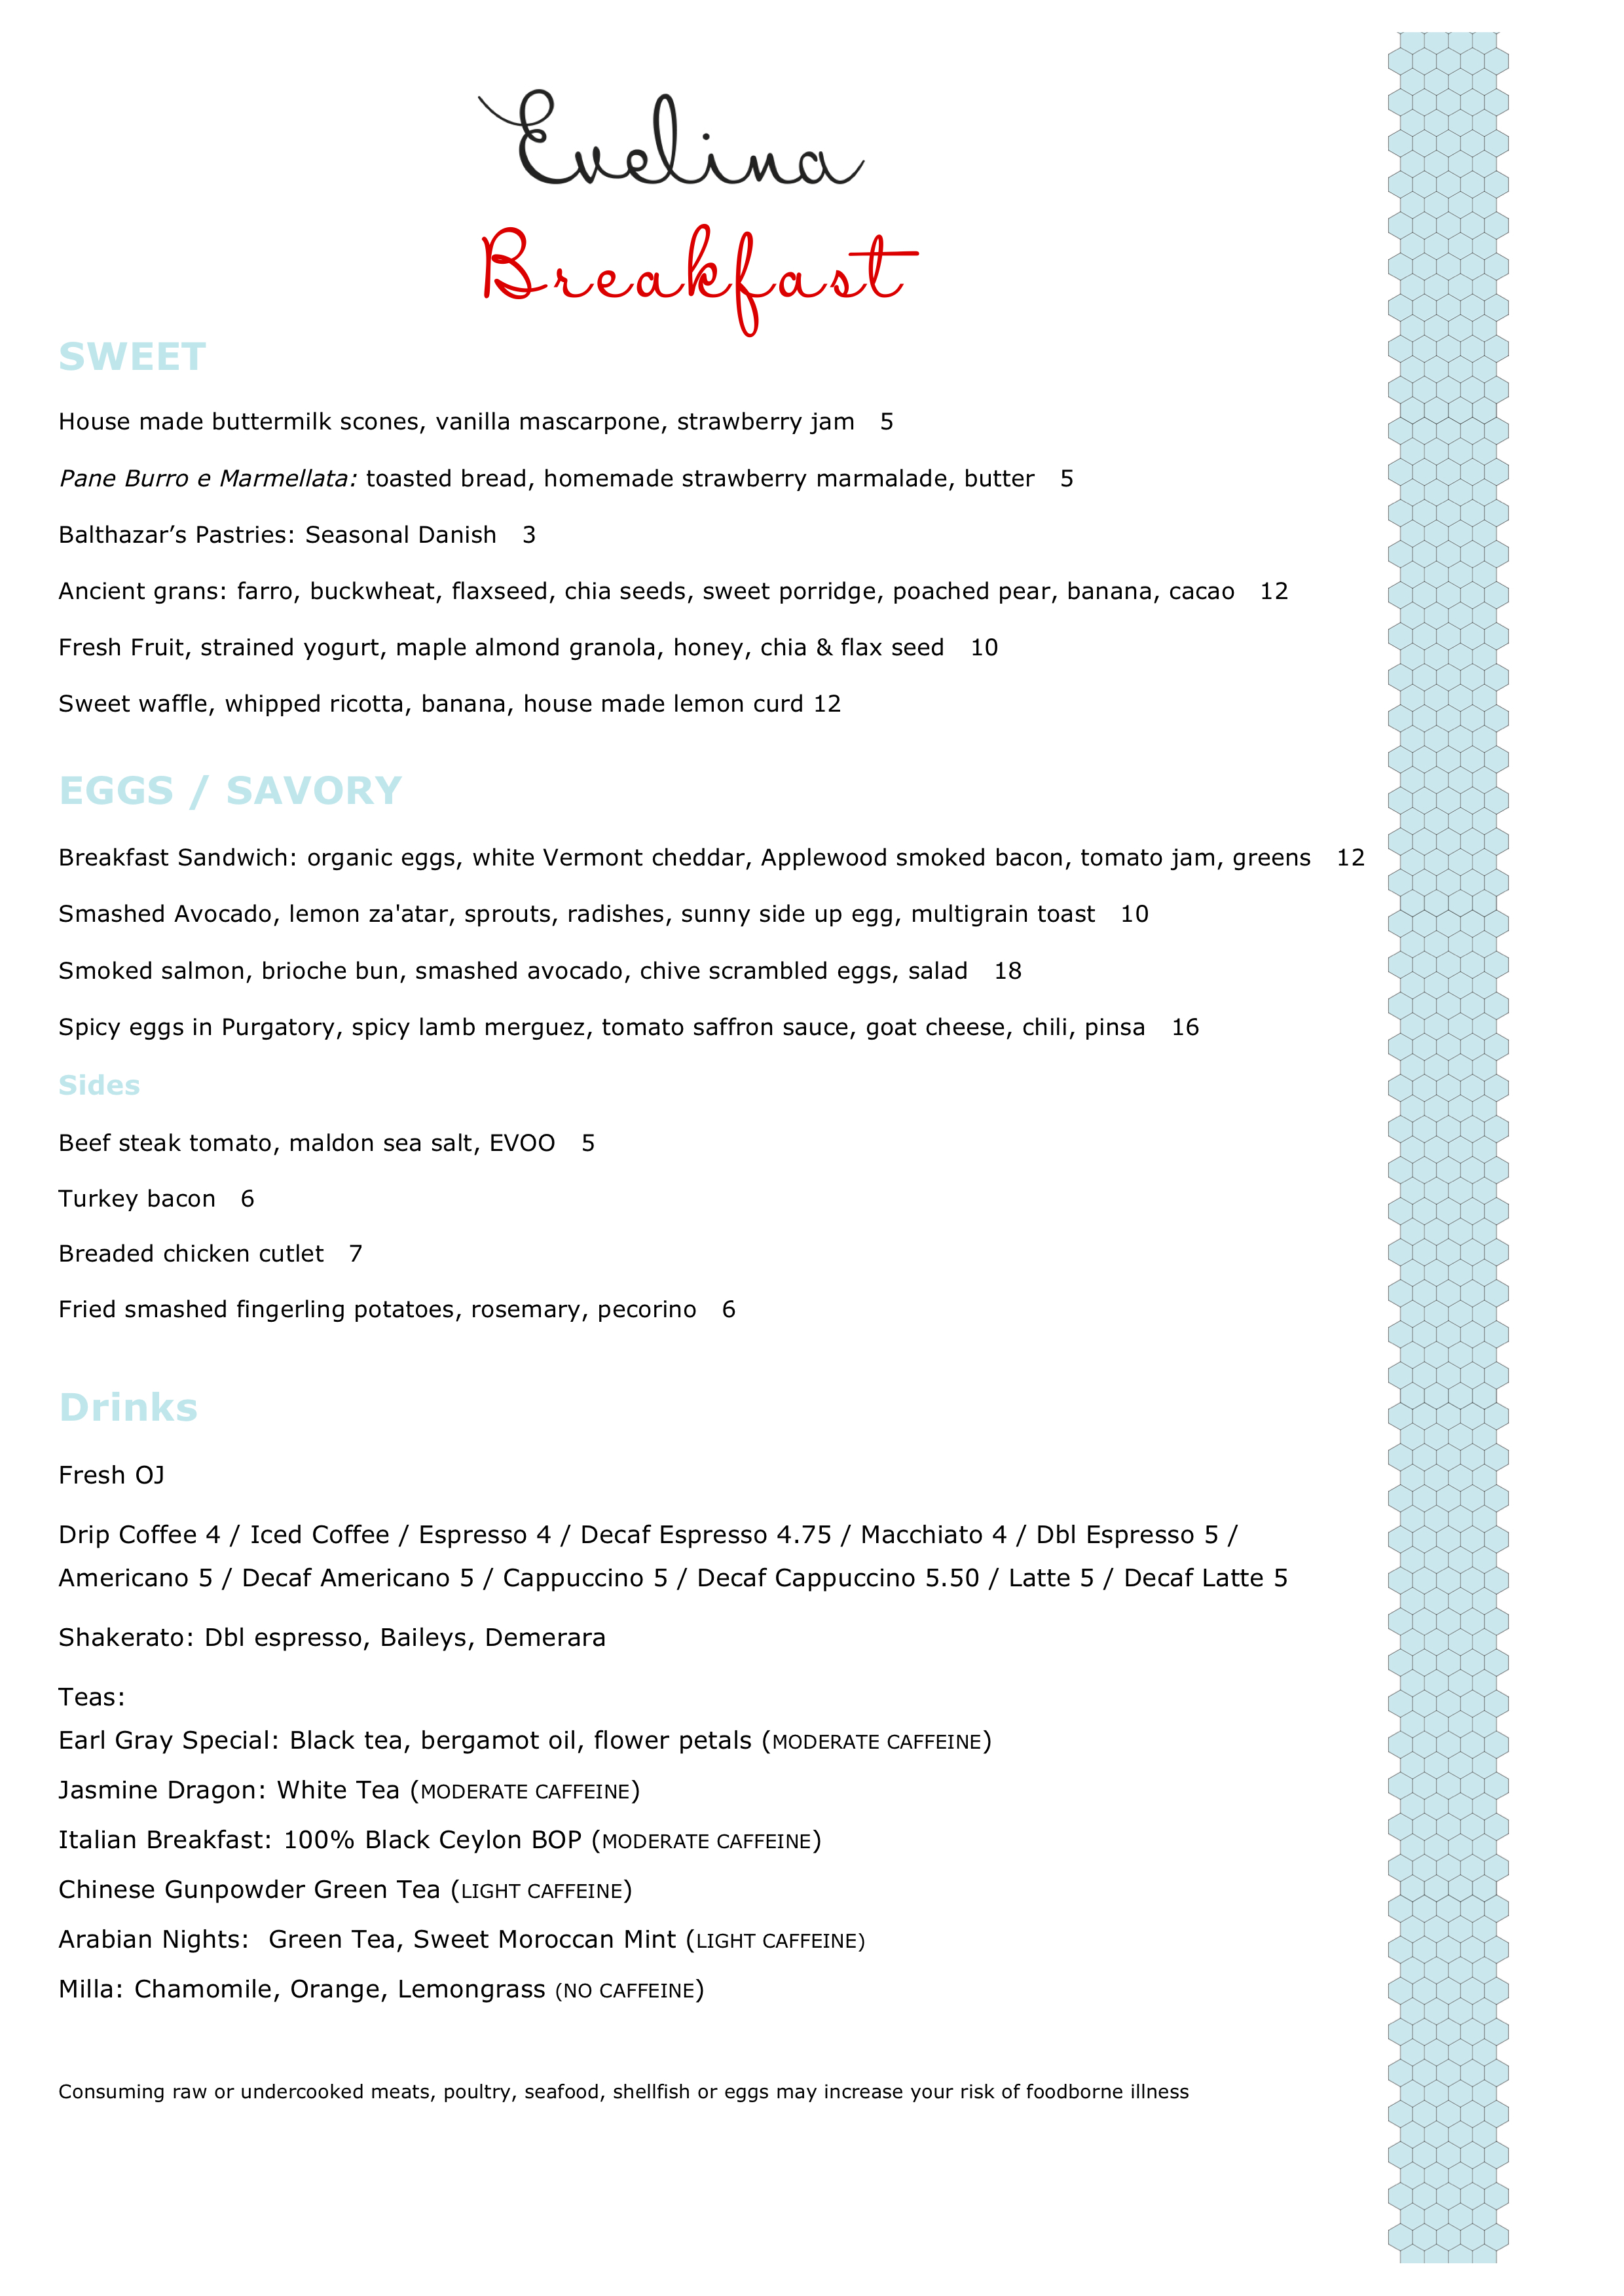 Evelina
Breakfast
SWEET
House made buttermilk scones, vanilla mascarpone, strawberry jam 5
Pane Burro e Marmellata: toasted bread, homemade strawberry marmalade, butter 5
Balthazar’s Pastries: Seasonal Danish 3
Ancient grans: farro, buckwheat, flaxseed, chia seeds, sweet porridge, poached pear, banana, cacao 12
Fresh Fruit, strained yogurt, maple almond granola, honey, chia & flax seed 10
Sweet waffle, whipped ricotta, banana, house made lemon curd 12
EGGS / SAVORY
Breakfast Sandwich: organic eggs, white Vermont cheddar, Applewood smoked bacon, tomato jam, greens 12
Smashed Avocado, lemon za'atar, sprouts, radishes, sunny side up egg, multigrain toast 10
Smoked salmon, brioche bun, smashed avocado, chive scrambled eggs, salad 18
Spicy eggs in Purgatory, spicy lamb merguez, tomato saffron sauce, goat cheese, chili, pinsa 16
Sides
Beef steak tomato, maldon sea salt, EVOO 5
Turkey bacon 6
Breaded chicken cutlet 7
Fried smashed fingerling potatoes, rosemary, pecorino 6
Drinks
Fresh OJ
Drip Coffee 4 / Iced Coffee / Espresso 4 / Decaf Espresso 4.75 / Macchiato 4 / Dbl Espresso 5 /
Americano 5 / Decaf Americano 5 / Cappuccino 5 / Decaf Cappuccino 5.50 / Latte 5 / Decaf Latte 5
Shakerato: Dbl espresso, Baileys, Demerara
Teas:
Earl Gray Special: Black tea, bergamot oil, flower petals (MODERATE CAFFEINE)
Jasmine Dragon: White Tea (MODERATE CAFFEINE)
Italian Breakfast: 100% Black Ceylon BOP (MODERATE CAFFEINE)
Chinese Gunpowder Green Tea (LIGHT CAFFEINE)
Arabian Nights: Green Tea, Sweet Moroccan Mint (LIGHT CAFFEINE)
Milla: Chamomile, Orange, Lemongrass (NO CAFFEINE)
Consuming raw or undercooked meats, poultry, seafood, shellfish or eggs may increase your risk of foodborne illness